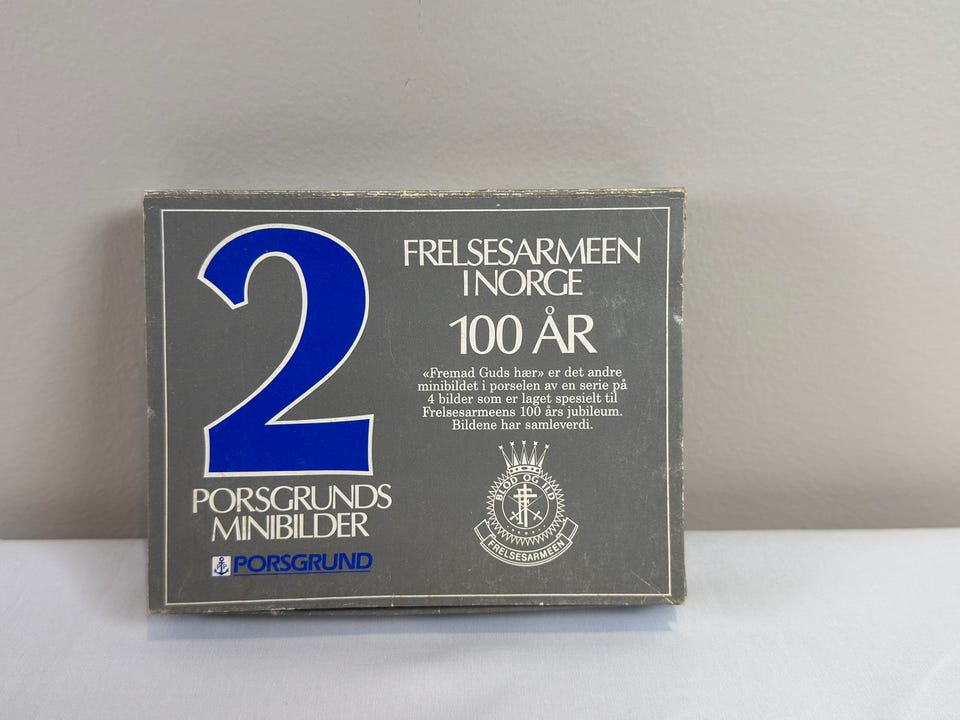 2
PORSGRUNDS
MINIBILDER
PORSGRUND
FRELSESARMEEN
I NORGE
100 ÅR
«Fremad Guds hær» er det andre
minibildet i porselen av en serie på
4 bilder som er laget spesielt til
Frelsesarmeens 100 års jubileum.
Bildene har samleverdi.
BLOD OG ILD
FRELSESARMEEN